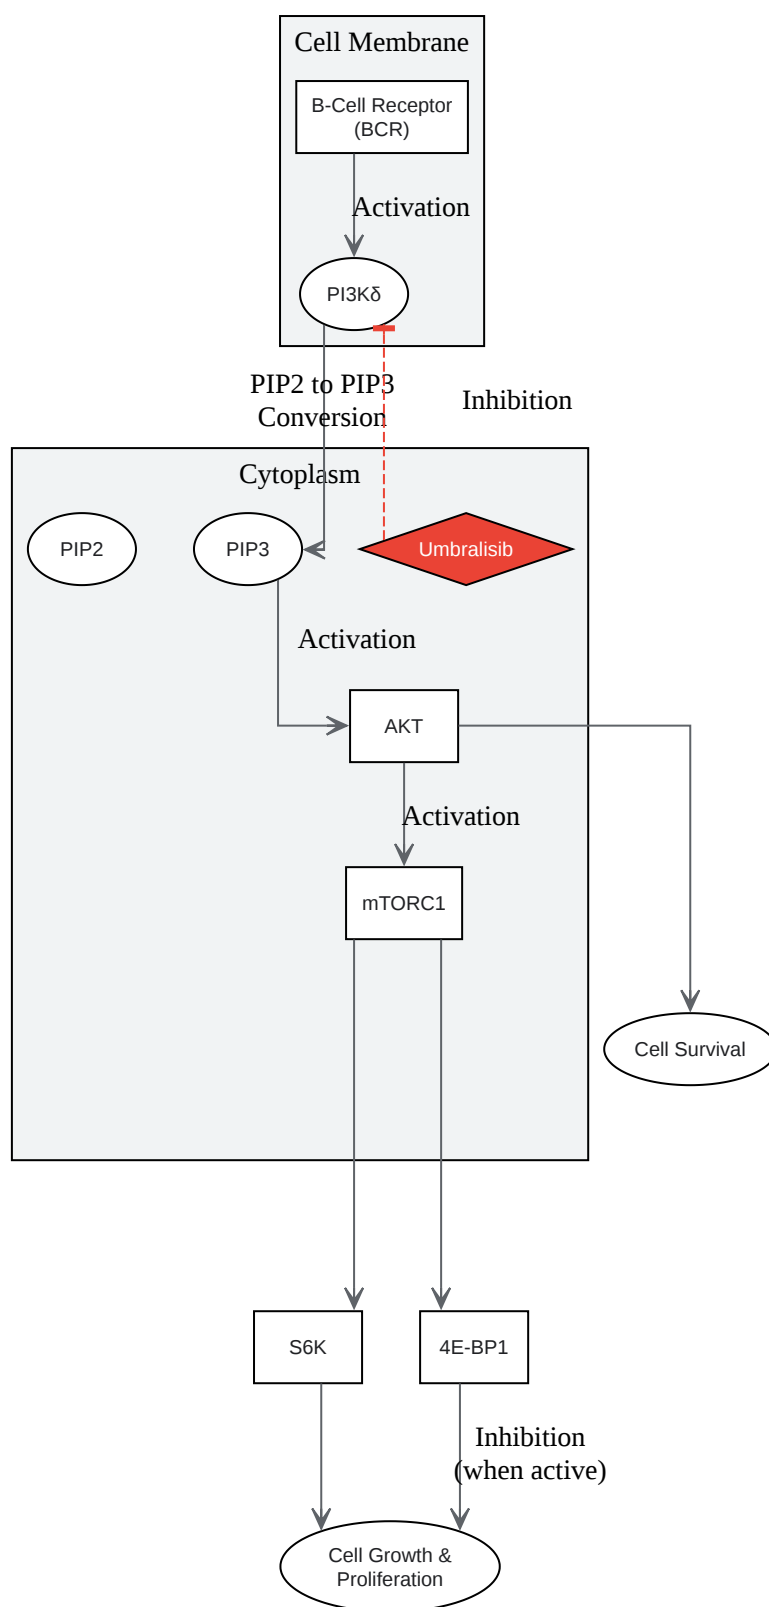 Cell Membrane
B-Cell Receptor
(BCR)
Activation
PI3Kδ
PIP2 to PIP3
Conversion
Inhibition
Cytoplasm
PIP2
PIP3
Umbralisib
Activation
AKT
Activation
mTORC1
Cell Survival
S6K
4E-BP1
Inhibition
(when active)
Cell Growth &
Proliferation